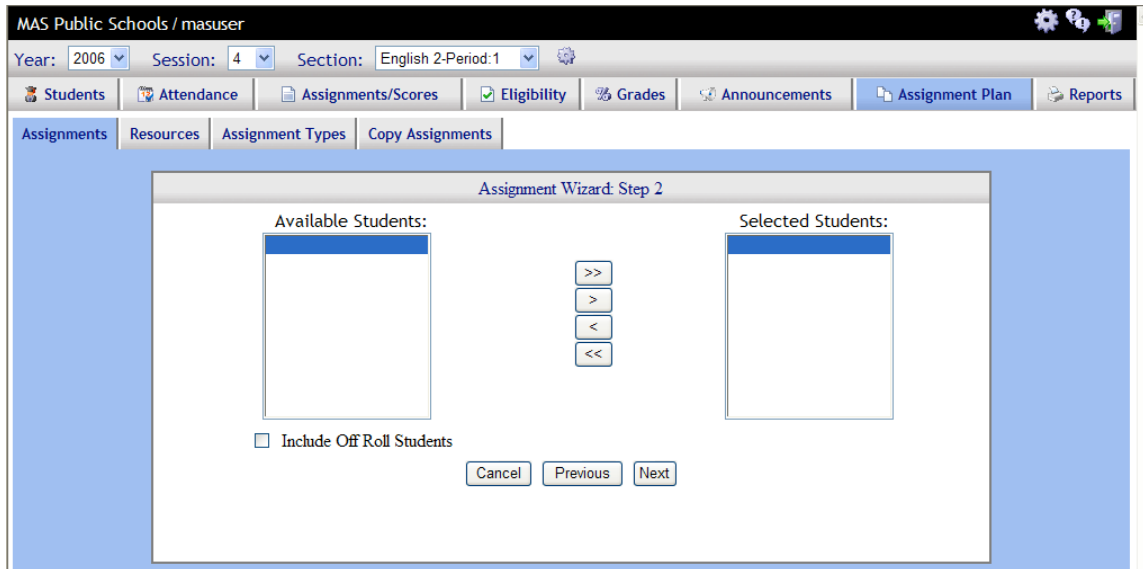 MAS Public Schools / masuser
Year: 2006 Session: 4 Section: English 2-Period:1
Students Attendance Assignments/Scores Eligibility Grades Announcements Assignment Plan Reports
Assignments Resources Assignment Types Copy Assignments
Assignment Wizard: Step 2
Available Students: Selected Students:
>>
>
<
<<
Include Off Roll Students
Cancel Previous Next